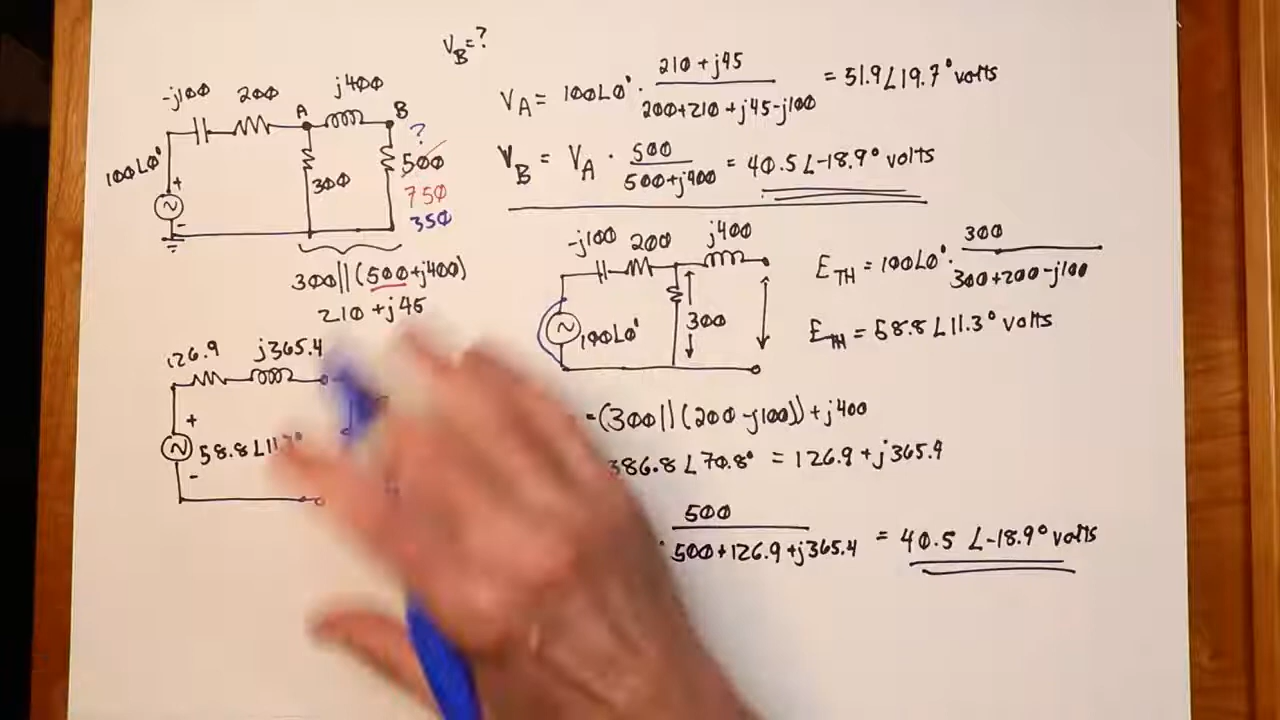 V_B = ?
-j100 200 j400
A B
100∠0°
+
-
300
?
500
750
350
300||(500+j400)
210 + j45
126.9 j365.4
+
58.8∠11.
-
V_A = 100∠0° · (210 + j45)/(200+210+j45-j100) = 51.9∠19.7° volts
V_B = V_A · 500/(500+j400) = 40.5∠-18.9° volts
-j100 200 j400
100∠0°
300
E_TH = 100∠0° · 300/(300+200-j100)
E_TH = 58.8∠11.3° volts
=(300||(200-j100))+j400
386.8∠70.8° = 126.9 + j365.4
· 500/(500+126.9+j365.4) = 40.5 ∠-18.9° volts